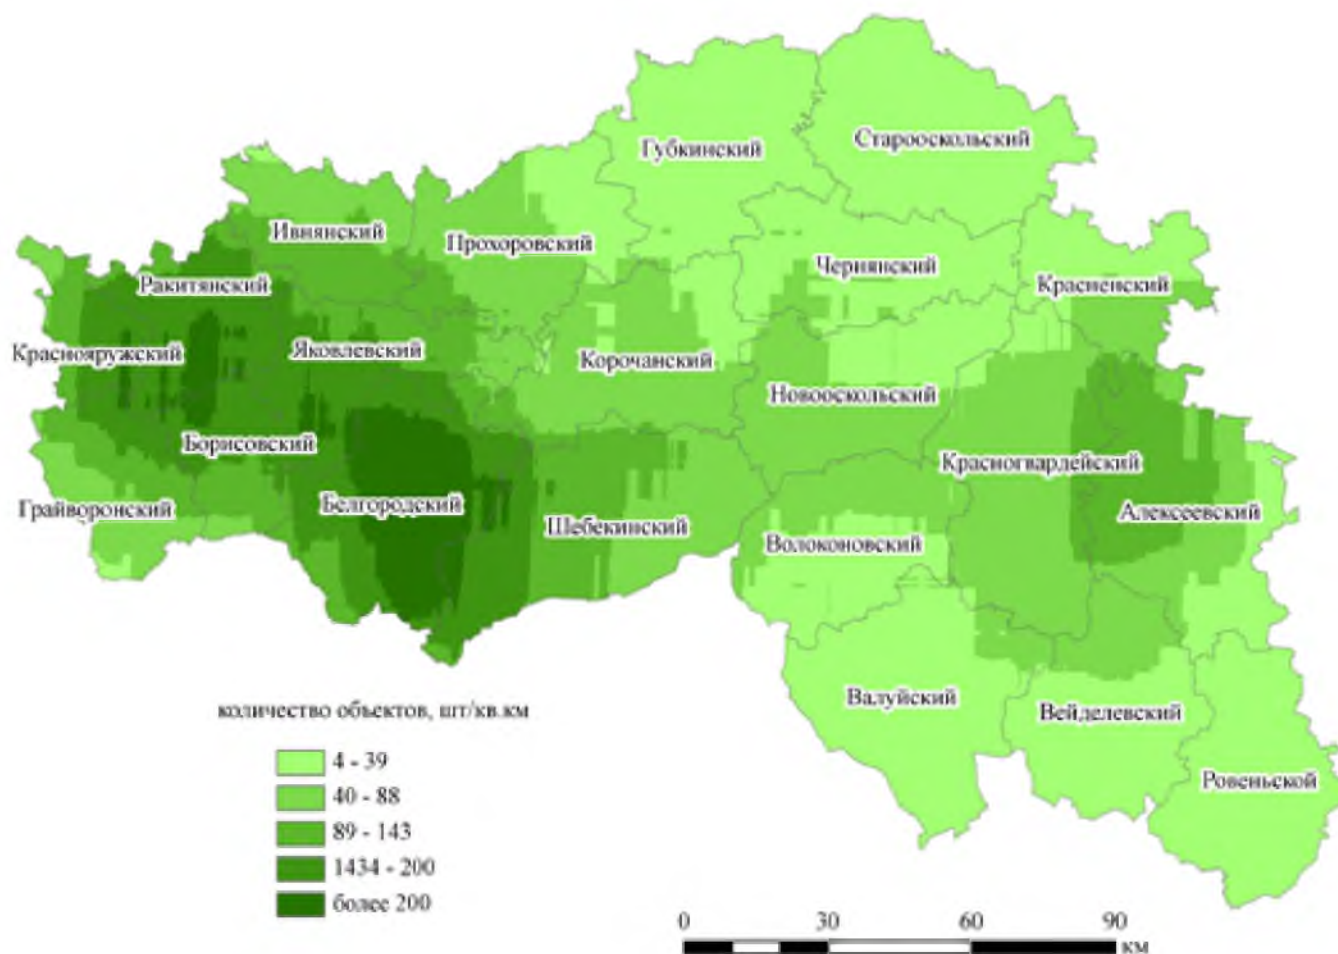 Губкинский
Старооскольский
Ивнянский
Прохоровский
Чернянский
Красненский
Ракитянский
Краснояружский
Яковлевский
Корочанский
Новооскольский
Борисовский
Красногвардейский
Грайворонский
Белгородский
Шебекинский
Волоконовский
Алексеевский
Валуйский
Вейделевский
Ровеньской
количество объектов, шт/кв.км
4 - 39
40 - 88
89 - 143
1434 - 200
более 200
0 30 60 90
км